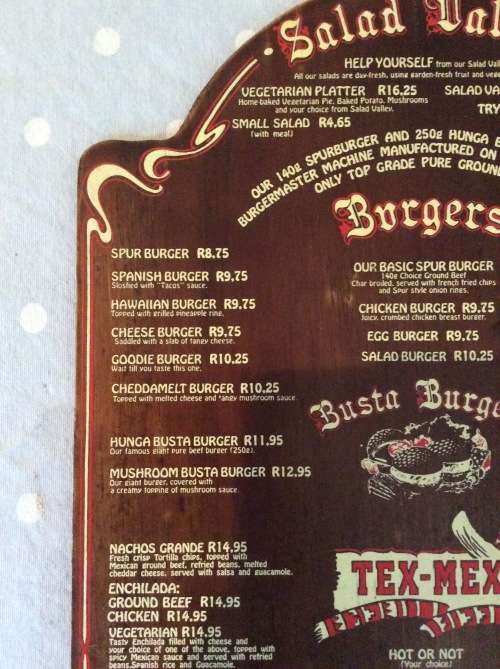 Salad Val
HELP YOURSELF from our Salad Vall
All our salads are day-fresh, using garden-fresh fruit and vege
VEGETARIAN PLATTER R16,25
Home-baked Vegetarian Pie, Baked Potato, Mushrooms
and your choice from Salad Valley.
SALAD VA
TRY
SMALL SALAD R4,65
(with meal)
OUR 140g SPURBURGER AND 250g HUNGA B
BURGERMASTER MACHINE MANUFACTURED ON
ONLY TOP GRADE PURE GROUN
Burgers
SPUR BURGER R8,75
SPANISH BURGER R9,75
Sloshed with "Tacos" sauce.
HAWAIIAN BURGER R9,75
Topped with grilled pineapple ring.
CHEESE BURGER R9,75
Saddled with a slab of tangy cheese.
GOODIE BURGER R10,25
Wait till you taste this one.
CHEDDAMELT BURGER R10,25
Topped with melted cheese and tangy mushroom sauce.
OUR BASIC SPUR BURGER
140g Choice Ground Beef
Char broiled, served with french fried chips
and Spur style onion rings.
CHICKEN BURGER R9,75
Juicy, crumbed chicken breast burger.
EGG BURGER R9,75
SALAD BURGER R10,25
Busta Burge
HUNGA BUSTA BURGER R11,95
Our famous giant pure beef burger (250g).
MUSHROOM BUSTA BURGER R12,95
Our giant burger, covered with
a creamy topping of mushroom sauce.
TEX-MEX
NACHOS GRANDE R14,95
Fresh crisp Tortilla chips, topped with
Mexican ground beef, refried beans, melted
cheddar cheese, served with salsa and guacamole.
ENCHILADA:
GROUND BEEF R14,95
CHICKEN R14,95
VEGETARIAN R14,95
Tasty Enchilada filled with cheese and
your choice of one of the above, topped with
spicy Mexican sauce and served with refried
beans, Spanish rice and Guacamole.
HOT OR NOT
(Your choice)